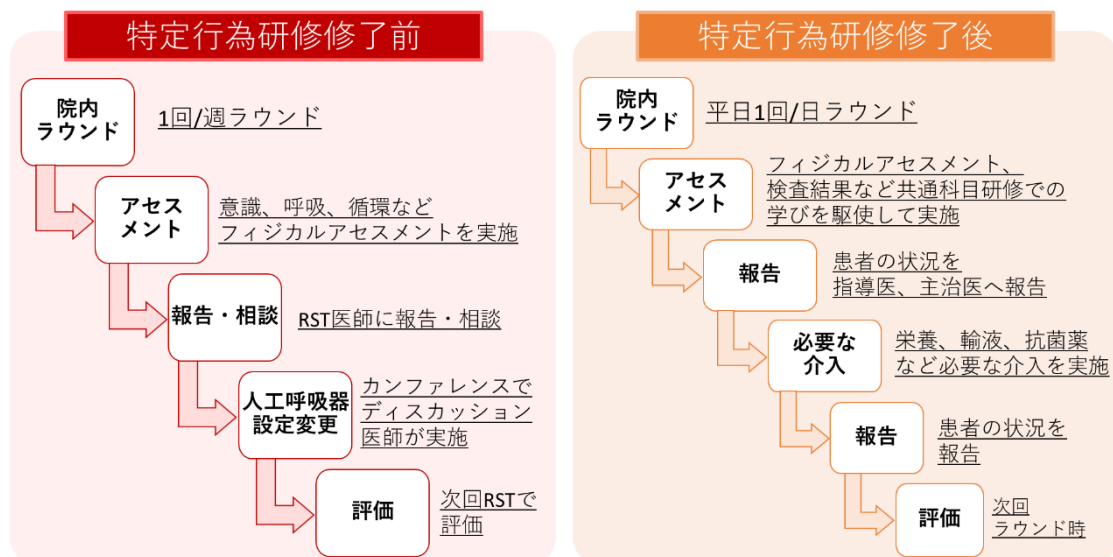 特定行為研修修了前
院内
ラウンド
1回/週ラウンド
アセス
メント
意識、呼吸、循環など
フィジカルアセスメントを実施
報告・相談
RST医師に報告・相談
人工呼吸器
設定変更
カンファレンスで
ディスカッション
医師が実施
評価
次回RSTで
評価
特定行為研修修了後
院内
ラウンド
平日1回/日ラウンド
アセス
メント
フィジカルアセスメント、
検査結果など共通科目研修での
学びを駆使して実施
報告
患者の状況を
指導医、主治医へ報告
必要な
介入
栄養、輸液、抗菌薬
など必要な介入を実施
報告
患者の状況を
報告
評価
次回
ラウンド時